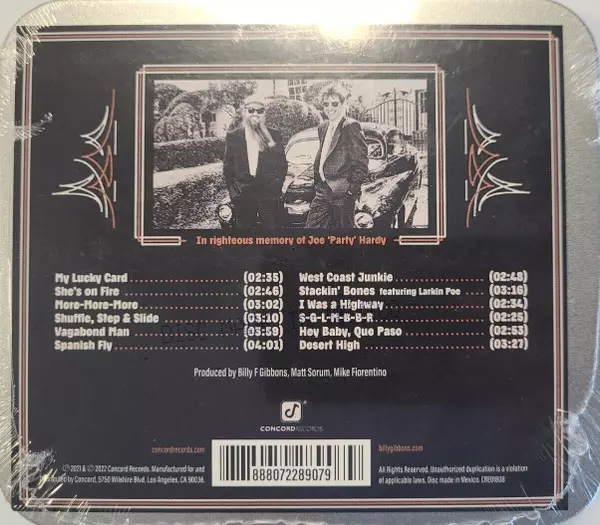 In righteous memory of Joe 'Party' Hardy
My Lucky Card (02:35)
She's on Fire (02:46)
More-More-More (03:02)
Shuffle, Step & Slide (03:10)
Vagabond Man (03:59)
Spanish Fly (04:01)
West Coast Junkie (02:48)
Stackin' Bones featuring Larkin Poe (03:16)
I Was a Highway (02:34)
S-G-L-M-B-B-R (02:25)
Hey Baby, Que Paso (02:53)
Desert High (03:27)
Produced by Billy F Gibbons, Matt Sorum, Mike Fiorentino
CONCORD RECORDS
concordrecords.com
billygibbons.com
℗ 2021 & © 2022 Concord Records. Manufactured for and
distributed by Concord, 5750 Wilshire Blvd, Los Angeles, CA 90036.
888072289079
All Rights Reserved. Unauthorized duplication is a violation
of applicable laws. Disc made in Mexico.